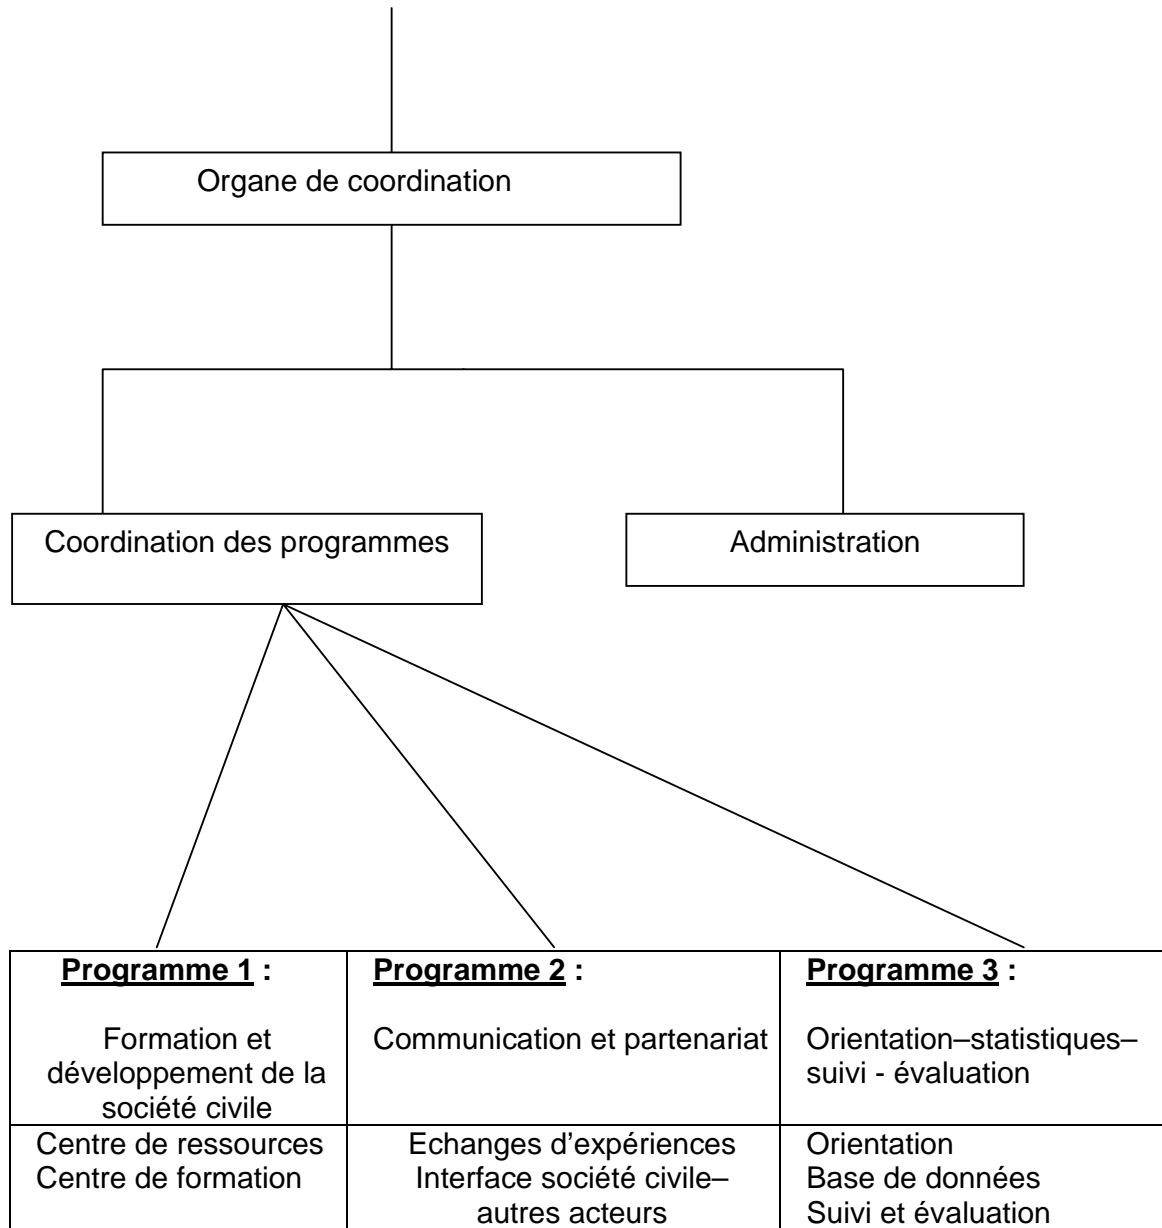 Organe de coordination
Coordination des programmes
Administration
Programme 1 :
Formation et
développement de la
société civile
Programme 2 :
Communication et partenariat
Programme 3 :
Orientation–statistiques–
suivi - évaluation
Centre de ressources
Centre de formation
Echanges d'expériences
Interface société civile–
autres acteurs
Orientation
Base de données
Suivi et évaluation